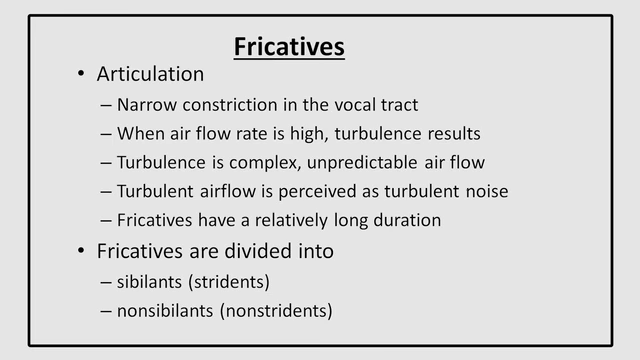 Fricatives
• Articulation
– Narrow constriction in the vocal tract
– When air flow rate is high, turbulence results
– Turbulence is complex, unpredictable air flow
– Turbulent airflow is perceived as turbulent noise
– Fricatives have a relatively long duration
• Fricatives are divided into
– sibilants (stridents)
– nonsibilants (nonstridents)